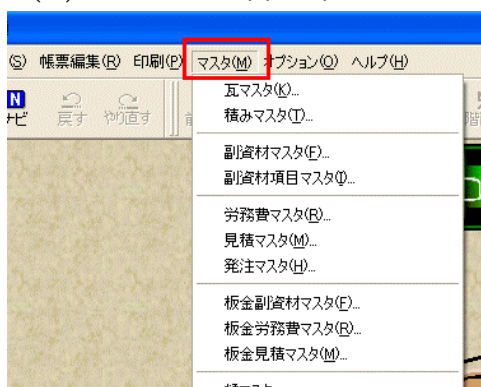 (S) 帳票編集(R) 印刷(P) マスタ(M) オプション(O) ヘルプ(H)
N
ナビ 戻す やり直す
瓦マスタ(K)...
積みマスタ(T)...
副資材マスタ(F)...
副資材項目マスタ(I)...
労務費マスタ(R)...
見積マスタ(M)...
発注マスタ(H)...
板金副資材マスタ(F)...
板金労務費マスタ(R)...
板金見積マスタ(M)...